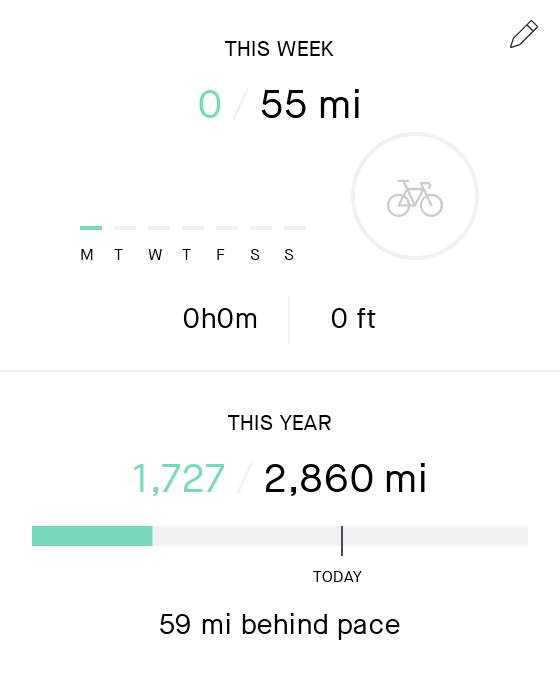 THIS WEEK
0 / 55 mi
M T W T F S S
0h0m 0 ft
THIS YEAR
1,727 / 2,860 mi
TODAY
59 mi behind pace